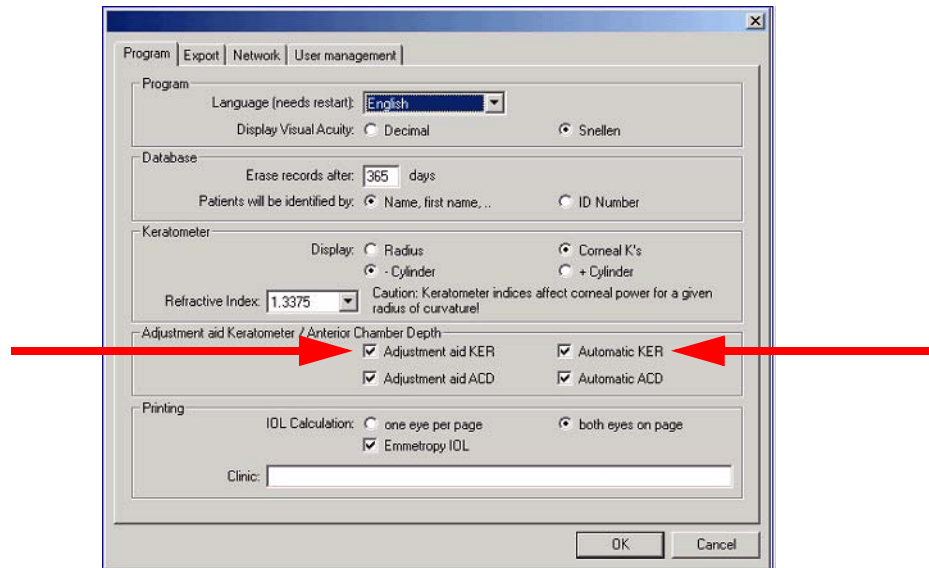 Program Export Network User management
Program
Language (needs restart): English
Display Visual Acuity: Decimal Snellen
Database
Erase records after: 365 days
Patients will be identified by: Name, first name, .. ID Number
Keratometer
Display: Radius Corneal K's
- Cylinder + Cylinder
Refractive Index: 1.3375 Caution: Keratometer indices affect corneal power for a given
radius of curvature!
Adjustment aid Keratometer / Anterior Chamber Depth
Adjustment aid KER Automatic KER
Adjustment aid ACD Automatic ACD
Printing
IOL Calculation: one eye per page both eyes on page
Emmetropy IOL
Clinic:
OK Cancel